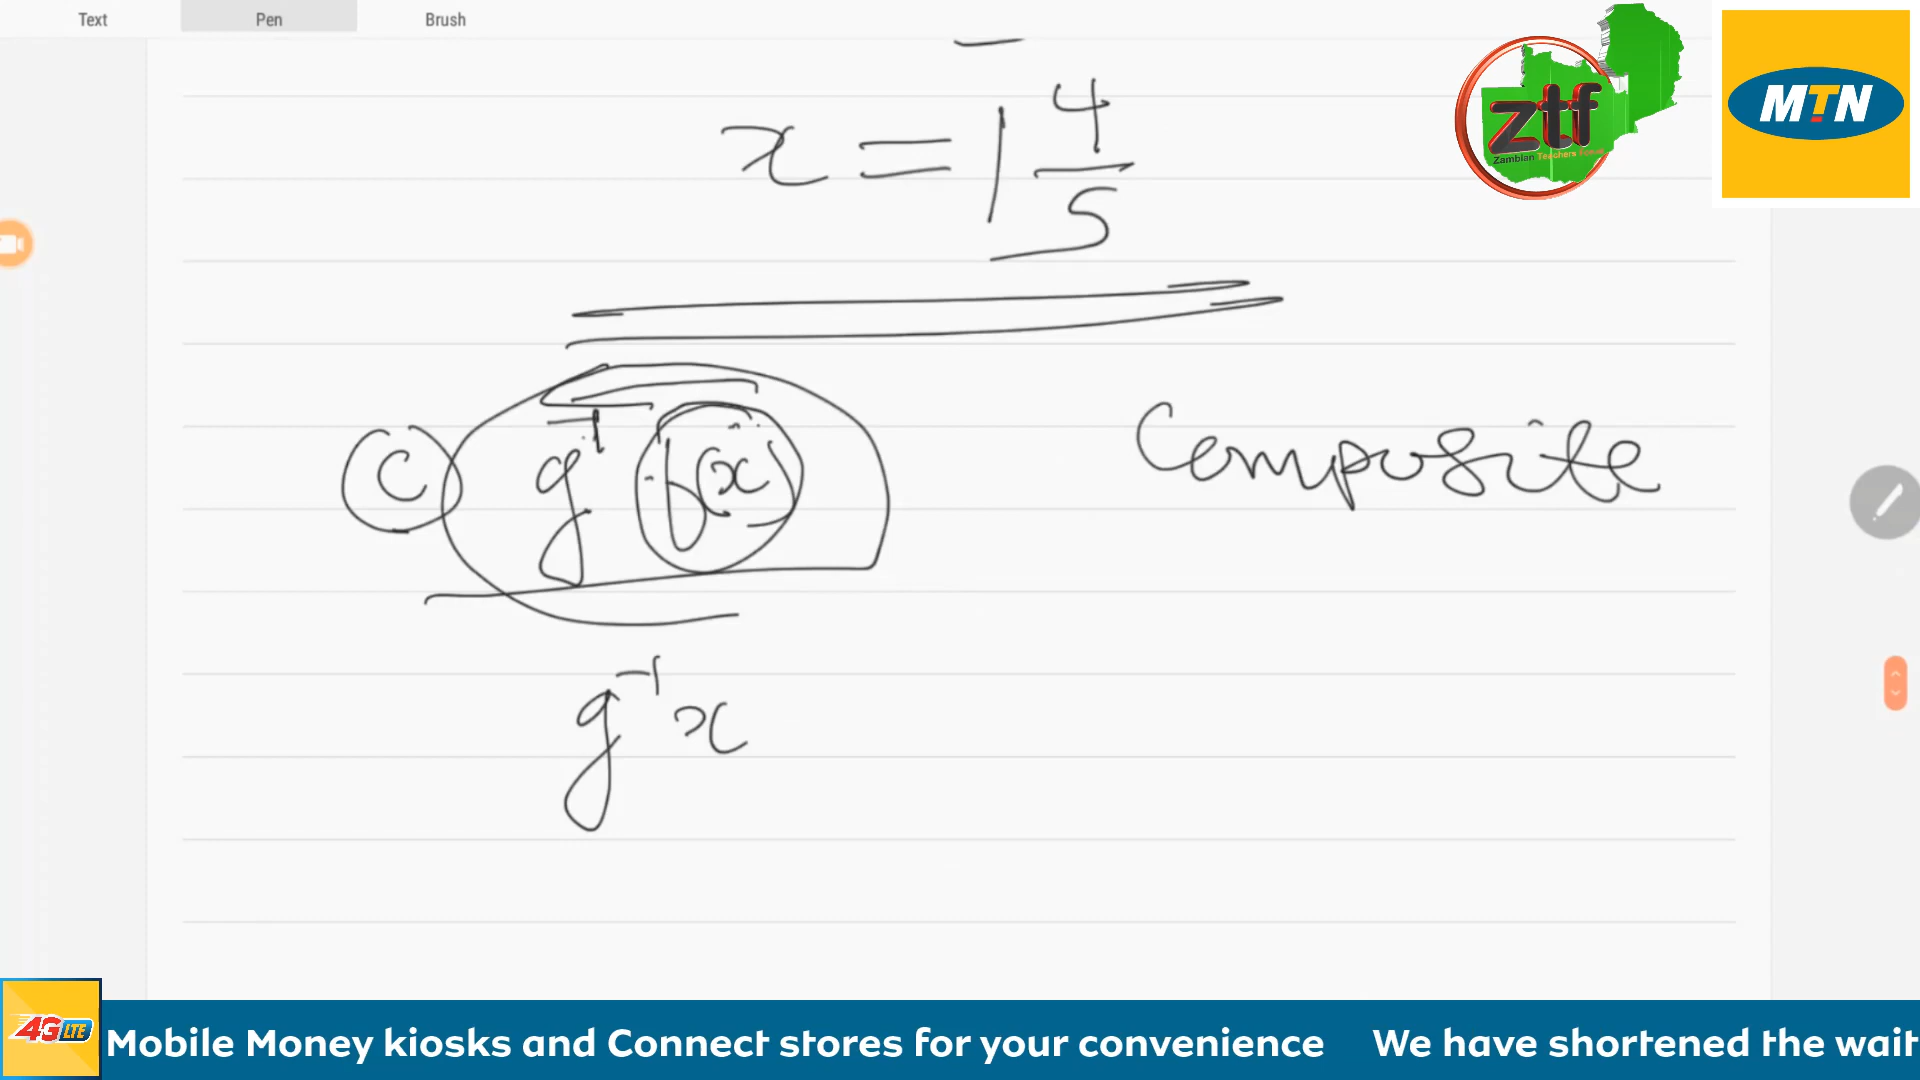 Text Pen Brush
x = 1 4/5
ztf
Zambian Teachers Forum
MTN
C g⁻¹ f(x) Composite
g⁻¹x
4G LTE Mobile Money kiosks and Connect stores for your convenience We have shortened the wait